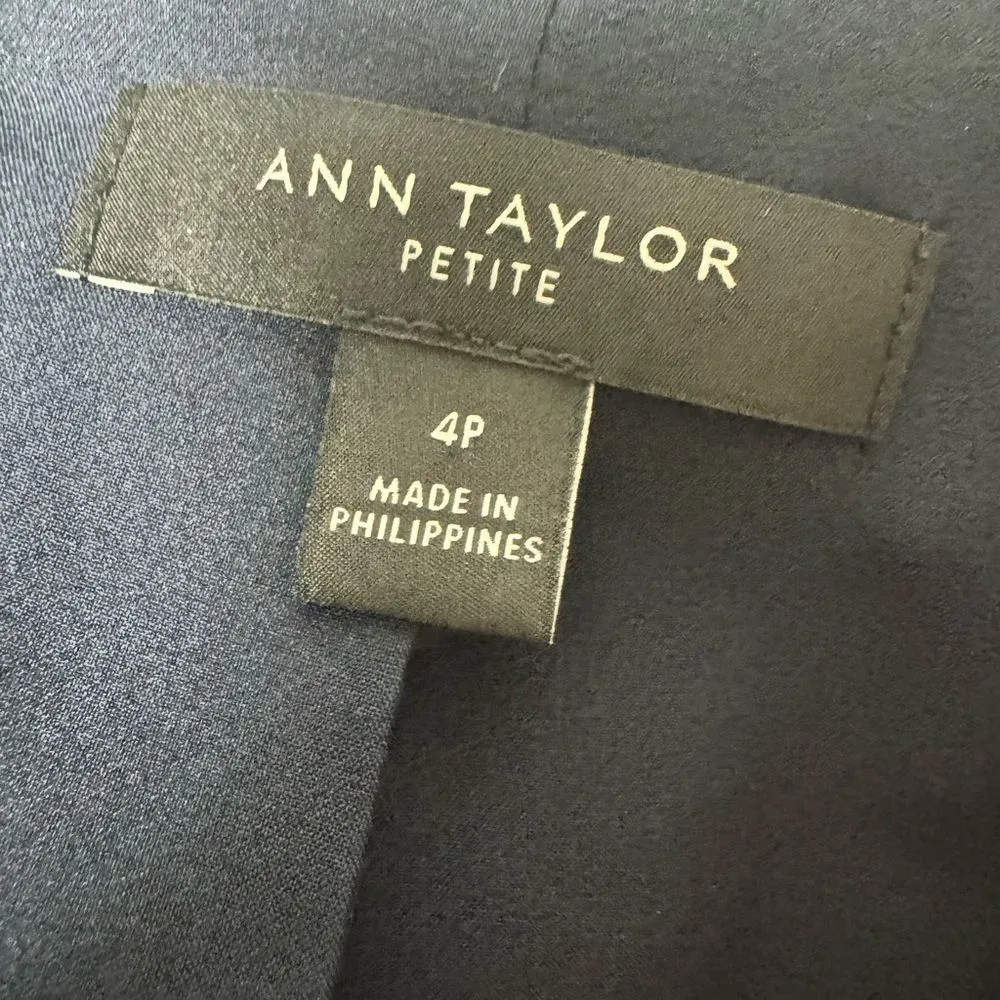 ANN TAYLOR
PETITE
4P
MADE IN
PHILIPPINES